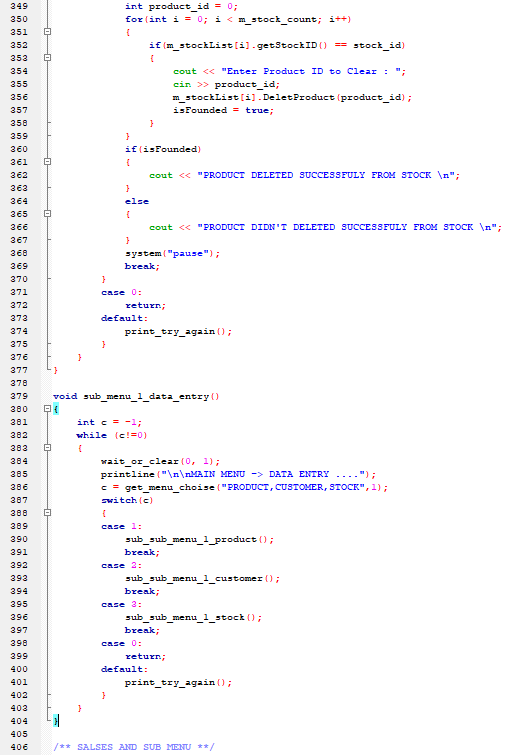 349 int product_id = 0;
350 for(int i = 0; i < m_stock_count; i++)
351 {
352 if(m_stockList[i].getStockID() == stock_id)
353 {
354 cout << "Enter Product ID to Clear : ";
355 cin >> product_id;
356 m_stockList[i].DeletProduct(product_id);
357 isFounded = true;
358 }
359 }
360 if(isFounded)
361 {
362 cout << "PRODUCT DELETED SUCCESSFULY FROM STOCK \n";
363 }
364 else
365 {
366 cout << "PRODUCT DIDN'T DELETED SUCCESSFULY FROM STOCK \n";
367 }
368 system("pause");
369 break;
370 }
371 case 0:
372 return;
373 default:
374 print_try_again();
375 }
376 }
377 }
378
379 void sub_menu_1_data_entry()
380 {
381 int c = -1;
382 while (c!=0)
383 {
384 wait_or_clear(0, 1);
385 printline("\n\nMAIN MENU -> DATA ENTRY ....");
386 c = get_menu_choise("PRODUCT,CUSTOMER,STOCK",1);
387 switch(c)
388 {
389 case 1:
390 sub_sub_menu_1_product();
391 break;
392 case 2:
393 sub_sub_menu_1_customer();
394 break;
395 case 3:
396 sub_sub_menu_1_stock();
397 break;
398 case 0:
399 return;
400 default:
401 print_try_again();
402 }
403 }
404 }
405
406 /** SALSES AND SUB MENU **/